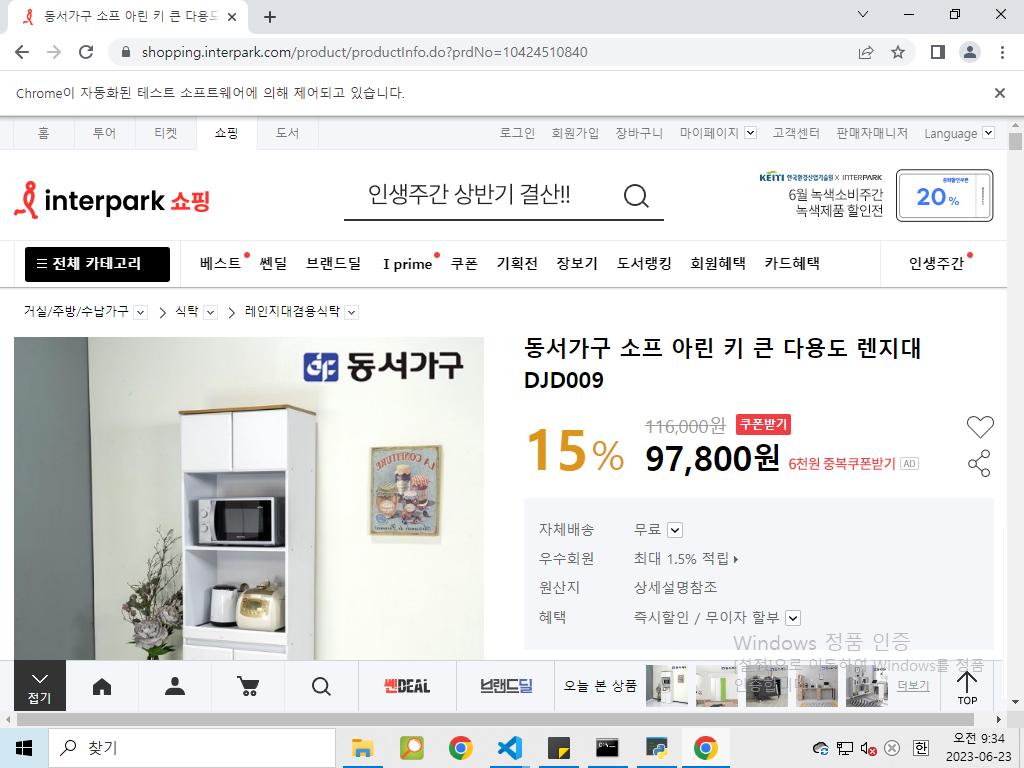 동서가구 소프 아린 키 큰 다용도
shopping.interpark.com/product/productInfo.do?prdNo=10424510840
Chrome이 자동화된 테스트 소프트웨어에 의해 제어되고 있습니다.
홈 투어 티켓 쇼핑 도서 로그인 회원가입 장바구니 마이페이지 고객센터 판매자매니저 Language
interpark 쇼핑 인생주간 상반기 결산!!
KEITI 한국환경산업기술원 X INTERPARK
6월 녹색소비주간
녹색제품 할인전
20%
전체 카테고리 베스트 쎈딜 브랜드딜 I prime 쿠폰 기획전 장보기 도서랭킹 회원혜택 카드혜택 인생주간
거실/주방/수납가구 식탁 레인지대겸용식탁
동서가구
LA CONFITURE
동서가구 소프 아린 키 큰 다용도 렌지대
DJD009
15% 116,000원 쿠폰받기
97,800원 6천원 중복쿠폰받기 AD
자체배송 무료
우수회원 최대 1.5% 적립
원산지 상세설명참조
혜택 즉시할인 / 무이자 할부
Windows 정품 인증
[설정]으로 이동하여 Windows를 정품
인증합니다.
접기 쎈DEAL 브랜드딜 오늘 본 상품 더보기 TOP
찾기
한
오전 9:34
2023-06-23